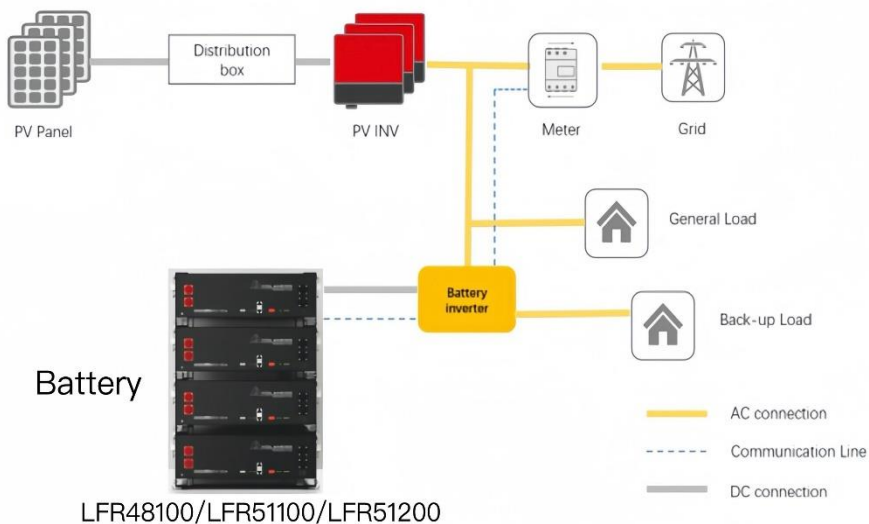 Distribution
box
PV Panel
PV INV
Meter
Grid
General Load
Battery
inverter
Back-up Load
Battery
AC connection
Communication Line
DC connection
LFR48100/LFR51100/LFR51200